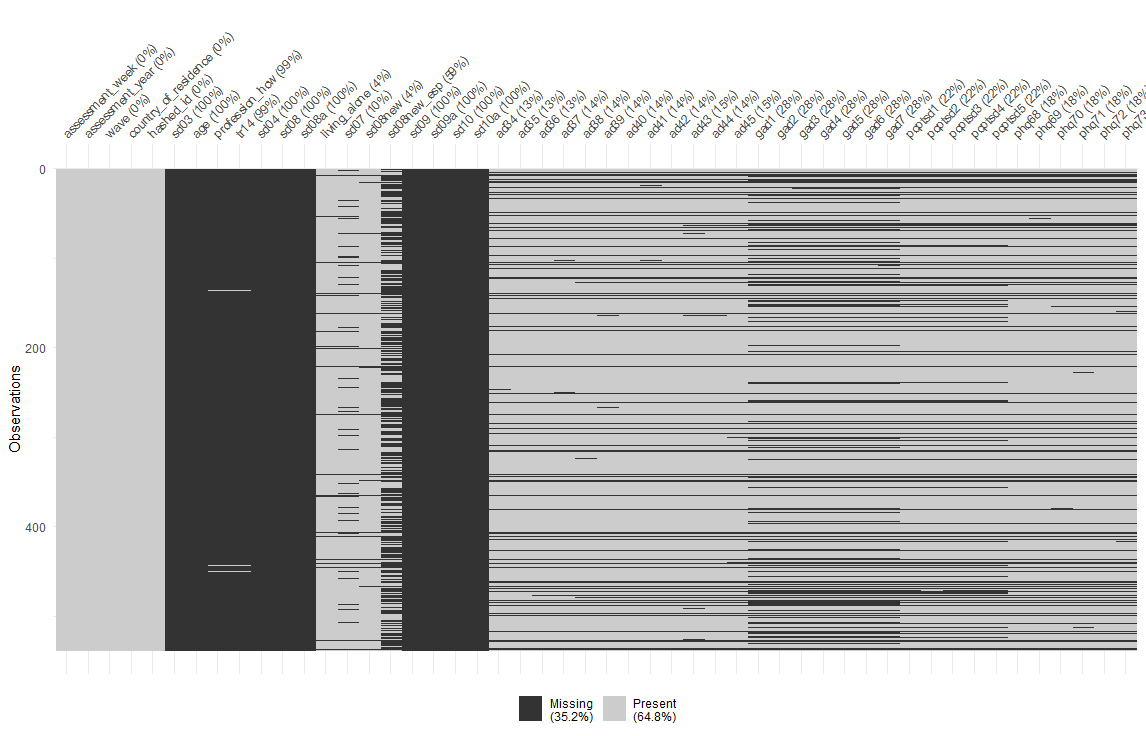 assessment_week (0%)
assessment_year (0%)
wave (0%)
country_of_residence (0%)
hashed_id (0%)
sd03 (100%)
age (100%)
profession_hcw (99%)
tr14 (99%)
sd04 (100%)
sd08 (100%)
sd08a (100%)
living_alone (4%)
sd07 (10%)
sd08new (4%)
sd08new_esp (59%)
sd09 (100%)
sd09a (100%)
sd10 (100%)
sd10a (100%)
ad34 (13%)
ad35 (13%)
ad36 (13%)
ad37 (14%)
ad38 (14%)
ad39 (14%)
ad40 (14%)
ad41 (14%)
ad42 (14%)
ad43 (15%)
ad44 (14%)
ad45 (15%)
gad1 (28%)
gad2 (28%)
gad3 (28%)
gad4 (28%)
gad5 (28%)
gad6 (28%)
gad7 (28%)
pcptsd1 (22%)
pcptsd2 (22%)
pcptsd3 (22%)
pcptsd4 (22%)
pcptsd5 (22%)
phq68 (18%)
phq69 (18%)
phq70 (18%)
phq71 (18%)
phq72 (18%
phq73
0
200
400
Observations
Missing
(35.2%)
Present
(64.8%)